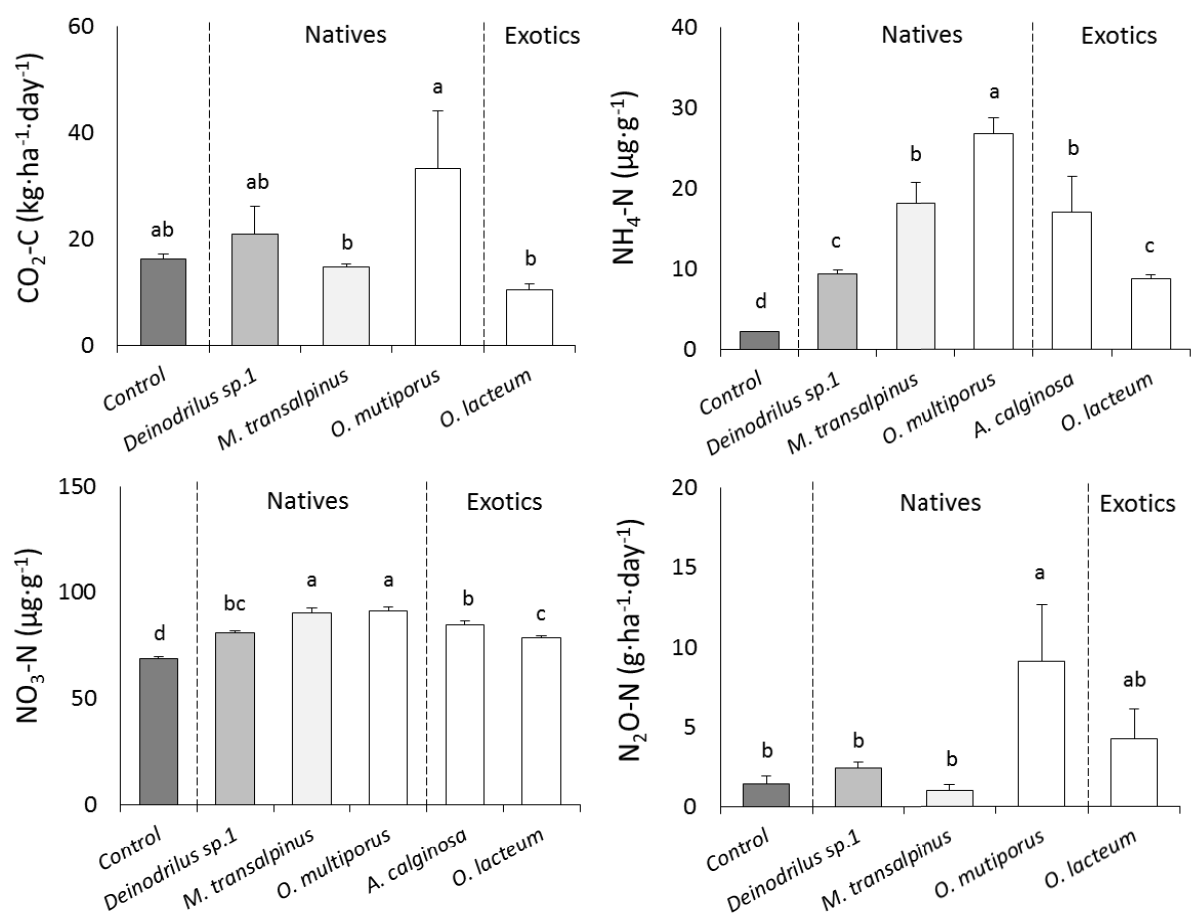 CO₂-C (kg·ha⁻¹·day⁻¹)
60
40
20
0
Natives
Exotics
ab
ab
b
a
b
Control
Deinodrilus sp.1
M. transalpinus
O. mutiporus
O. lacteum
NH₄-N (µg·g⁻¹)
40
30
20
10
0
Natives
Exotics
d
c
b
a
b
c
Control
Deinodrilus sp.1
M. transalpinus
O. multiporus
A. calginosa
O. lacteum
NO₃-N (µg·g⁻¹)
150
100
50
0
Natives
Exotics
d
bc
a
a
b
c
Control
Deinodrilus sp.1
M. transalpinus
O. multiporus
A. calginosa
O. lacteum
N₂O-N (g·ha⁻¹·day⁻¹)
20
15
10
5
0
Natives
Exotics
b
b
b
a
ab
Control
Deinodrilus sp.1
M. transalpinus
O. mutiporus
O. lacteum